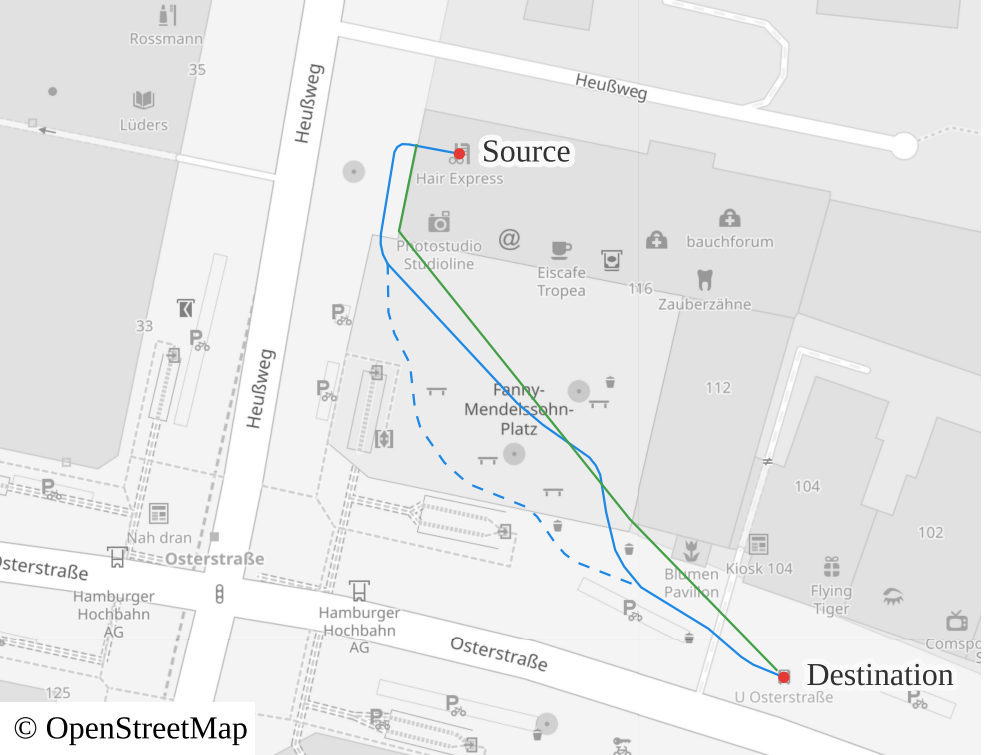 Rossmann
35
Lüders
Heußweg
Heußweg
Source
Hair Express
Photostudio
Studioline
@
Eiscafe
Tropea
bauchforum
116
Zauberzähne
33
Heußweg
112
Fanny-
Mendelssohn-
Platz
104
102
Nah dran
Osterstraße
Osterstraße
Kiosk 104
Blumen
Pavilion
Flying
Tiger
Hamburger
Hochbahn
AG
Hamburger
Hochbahn
AG
Osterstraße
Comspo
Destination
U Osterstraße
125
© OpenStreetMap